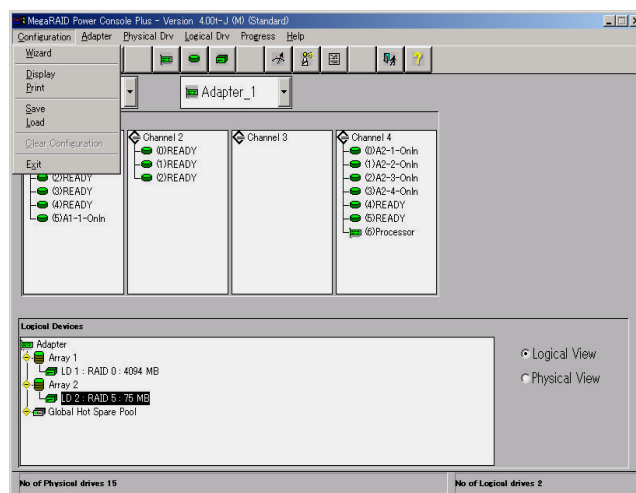 MegaRAID Power Console Plus - Version 4.00t-J (M) (Standard)
Configuration Adapter Physical Drv Logical Drv Progress Help
Wizard
Display
Print
Save
Load
Clear Configuration
Exit
Adapter_1
(2)READY
(3)READY
(4)READY
(5)A1-1-Onln
Channel 2
(0)READY
(1)READY
(2)READY
Channel 3
Channel 4
(0)A2-1-Onln
(1)A2-2-Onln
(2)A2-3-Onln
(3)A2-4-Onln
(4)READY
(5)READY
(6)Processor
Logical Devices
Adapter
Array 1
LD 1 : RAID 0 : 4094 MB
Array 2
LD 2 : RAID 5 : 75 MB
Global Hot Spare Pool
Logical View
Physical View
No of Physical drives 15
No of Logical drives 2